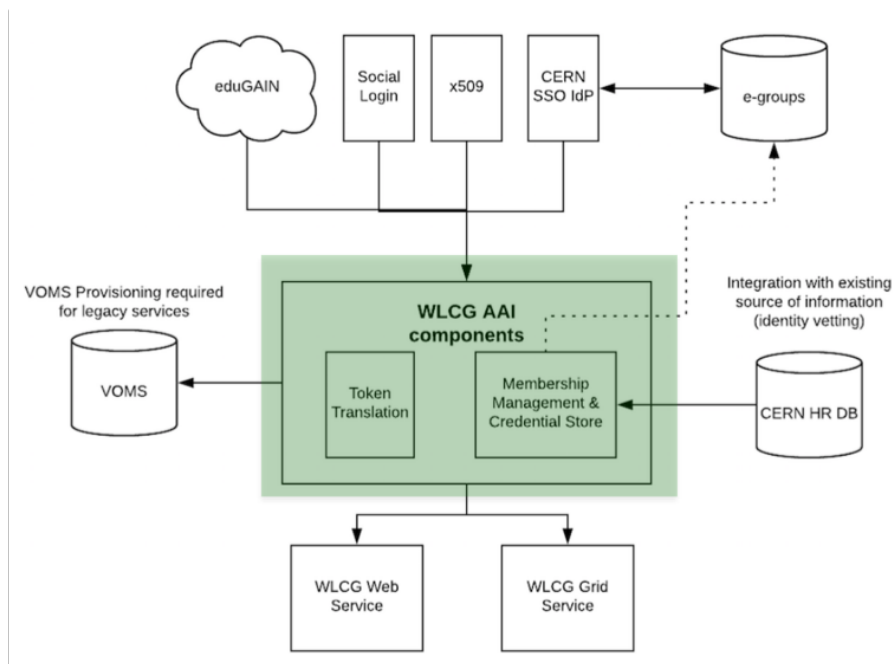 eduGAIN
Social
Login
x509
CERN
SSO IdP
e-groups
VOMS Provisioning required
for legacy services
Integration with existing
source of information
(identity vetting)
WLCG AAI
components
VOMS
Token
Translation
Membership
Management &
Credential Store
CERN HR DB
WLCG Web
Service
WLCG Grid
Service